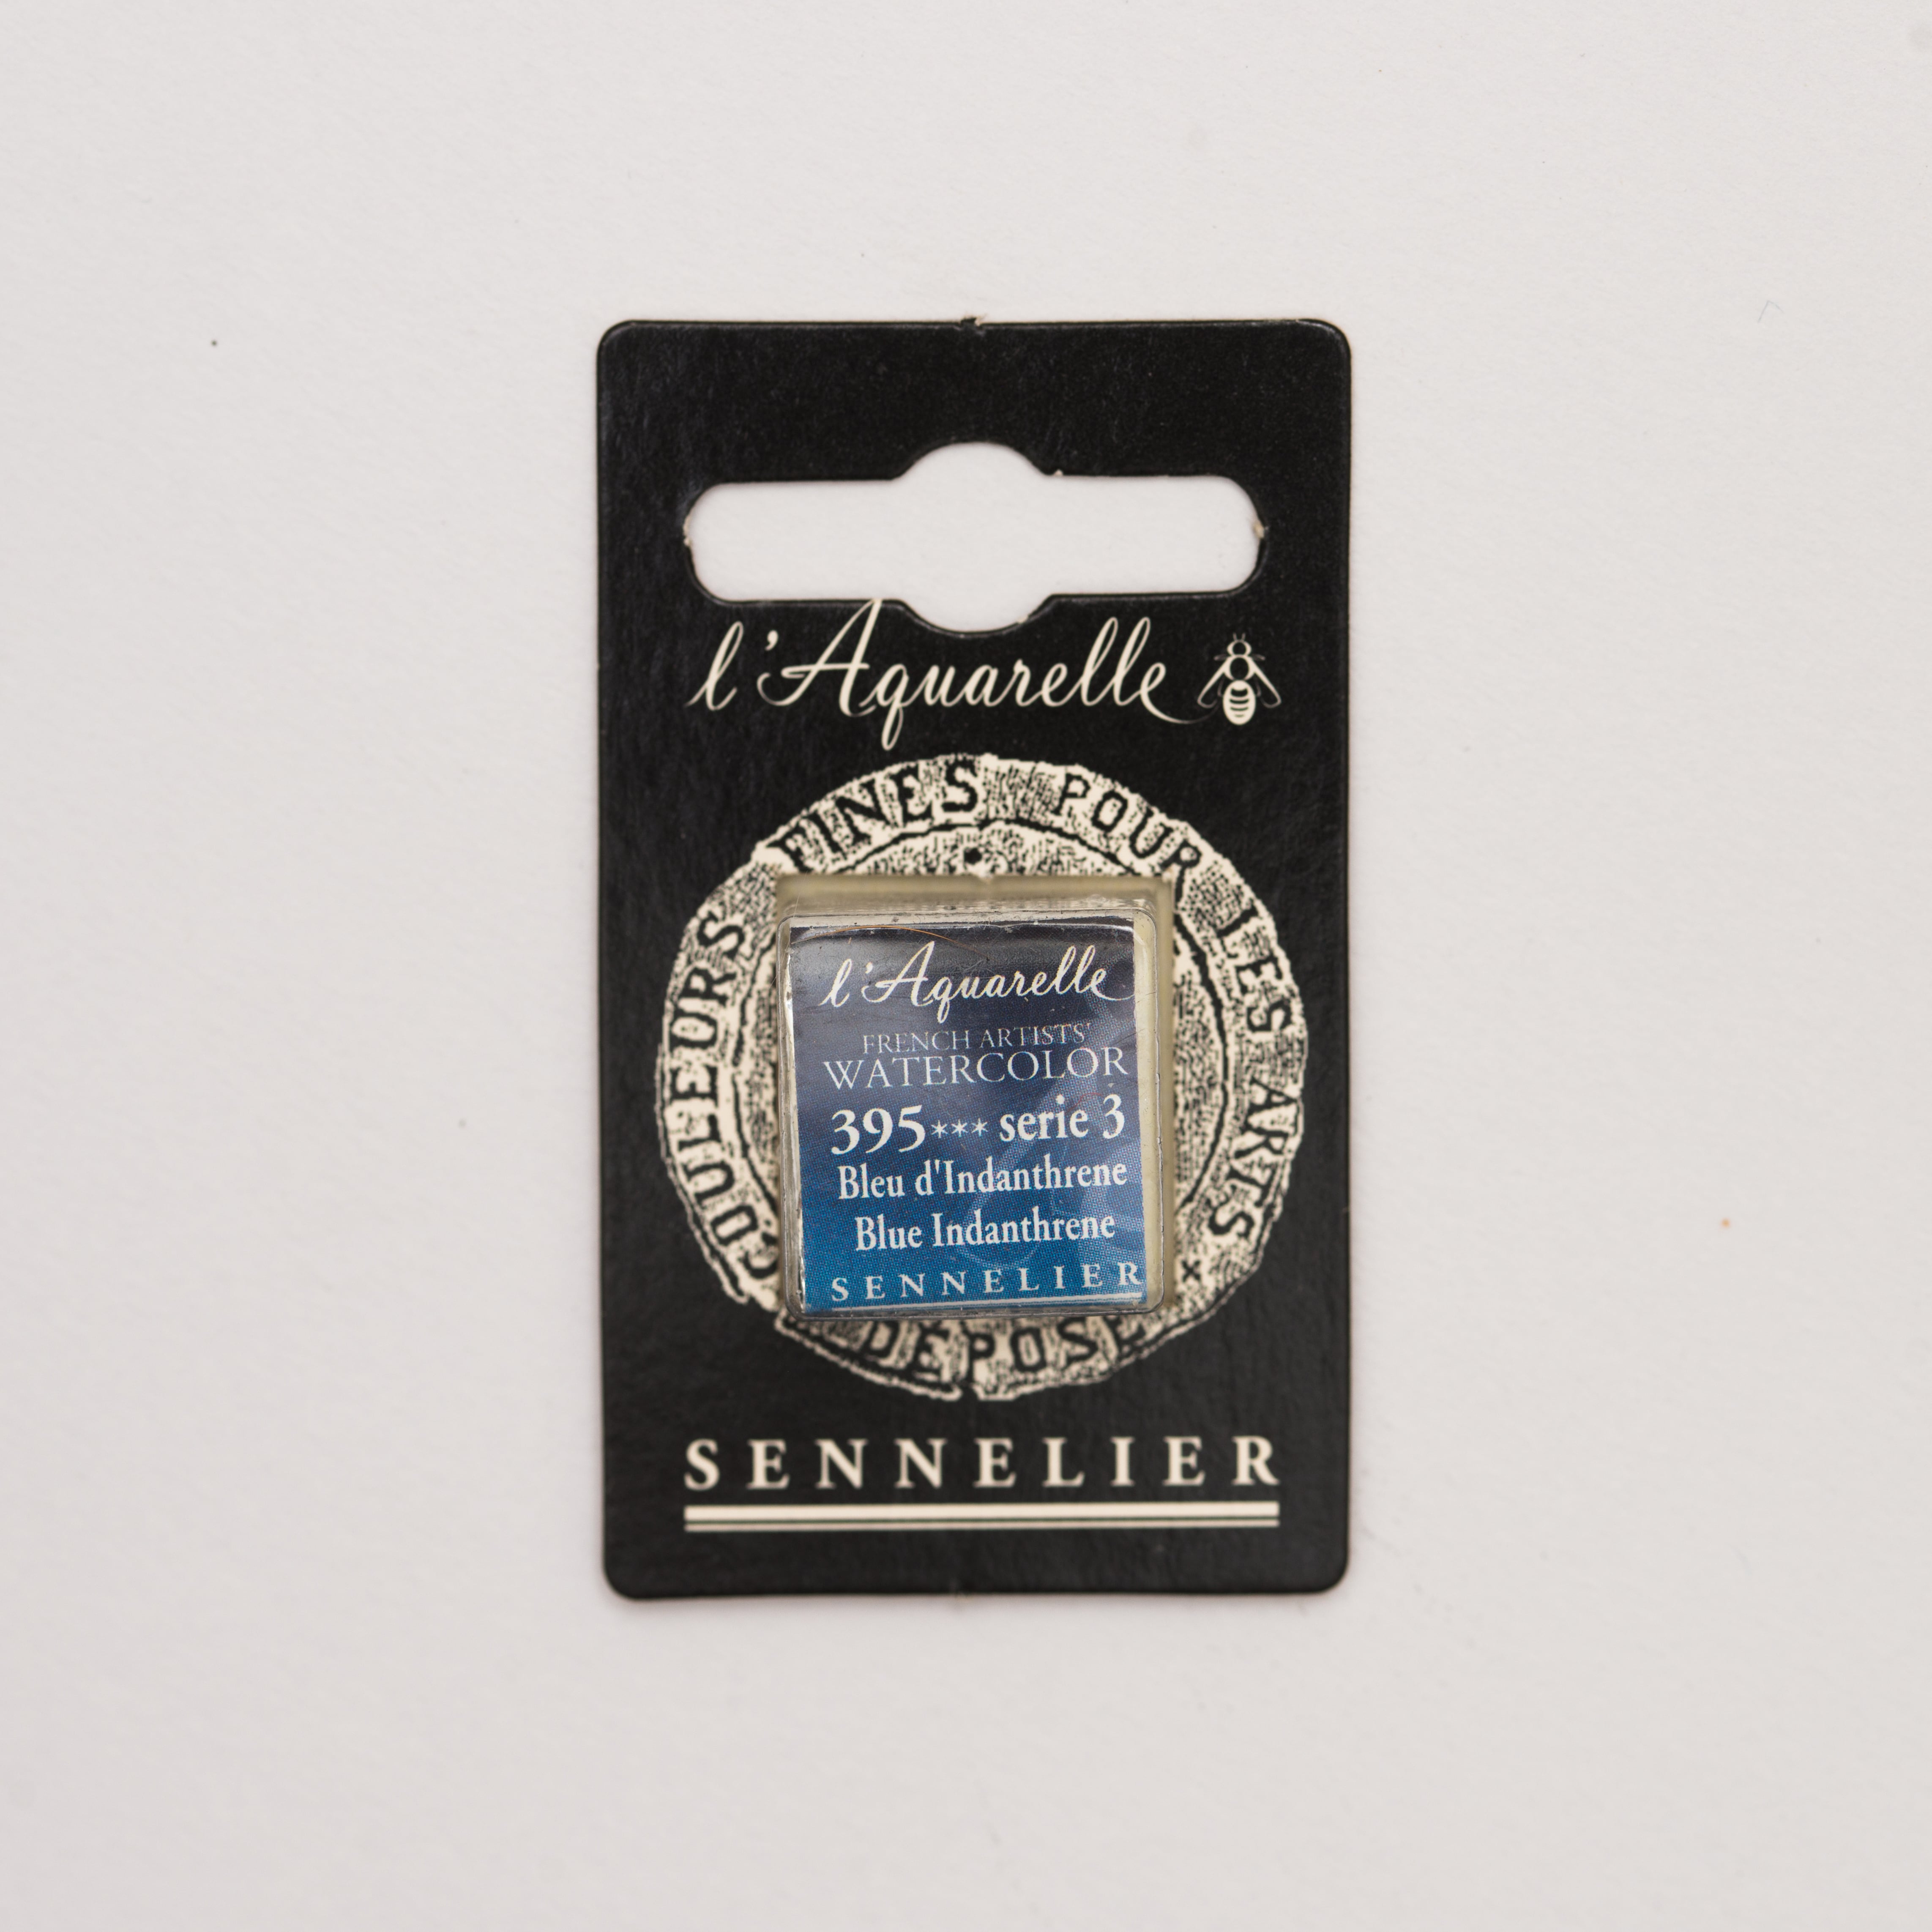 l'Aquarelle
COULEURS FINES POUR LES ARTS
DÉPOSÉ
l'Aquarelle
FRENCH ARTISTS'
WATERCOLOR
395*** serie 3
Bleu d'Indanthrene
Blue Indanthrene
SENNELIER
SENNELIER